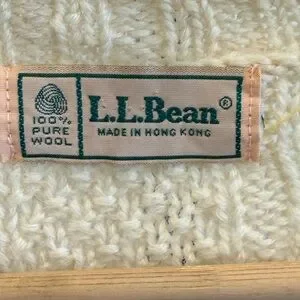 100%
PURE
WOOL
L.L.Bean®
MADE IN HONG KONG